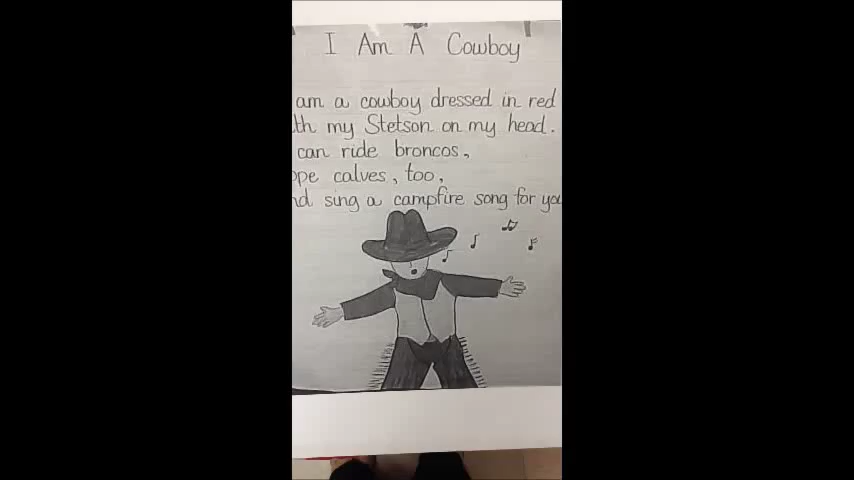 I Am A Cowboy
am a cowboy dressed in red
th my Stetson on my head.
can ride broncos,
ope calves, too,
nd sing a campfire song for you